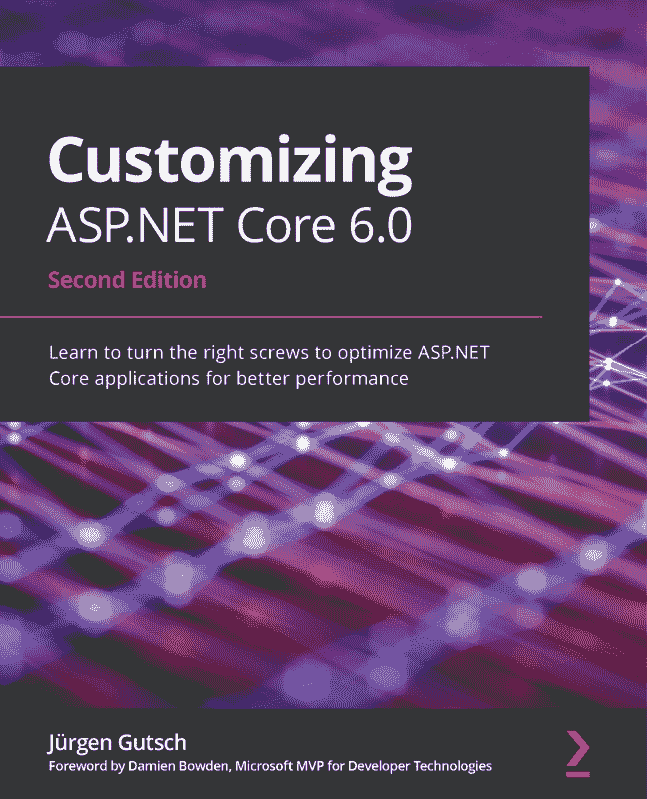 Customizing
ASP.NET Core 6.0
Second Edition
Learn to turn the right screws to optimize ASP.NET
Core applications for better performance
Jürgen Gutsch
Foreword by Damien Bowden, Microsoft MVP for Developer Technologies